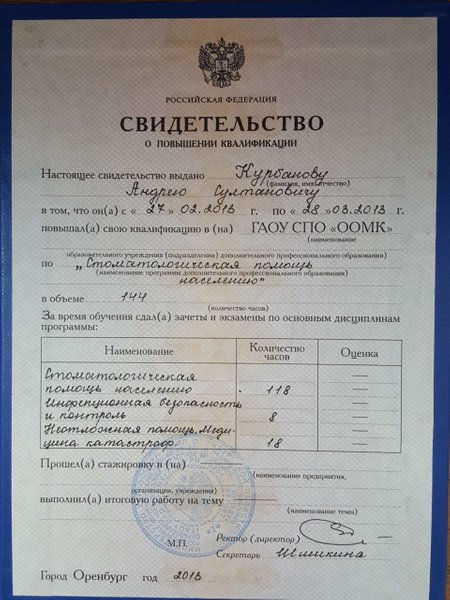 РОССИЙСКАЯ ФЕДЕРАЦИЯ
СВИДЕТЕЛЬСТВО
О ПОВЫШЕНИИ КВАЛИФИКАЦИИ
Настоящее свидетельство выдано Курбанову
(фамилия, имя, отчество)
Андрею Султановичу
в том, что он(а) с «27» 02.2013 г. по «28» 03.2013 г.
повышал(а) свою квалификацию в (на) ГАОУ СПО «ООМК»
(наименование
образовательного учреждения (подразделения) дополнительного профессионального образования)
по „Стоматологическая помощь
(наименование программы дополнительного профессионального образования)
населению"
в объеме 144
(количество часов)
За время обучения сдал(а) зачеты и экзамены по основным дисциплинам
программы:
Наименование Количество часов Оценка
Стоматологическая
помощь населению 118 —
Инфекционная безопасность
и контроль 8 —
Неотложная помощь. Меди-
цина катастроф. 18 —
Прошел(а) стажировку в (на)
(наименование предприятия,
организации, учреждения)
выполнил(а) итоговую работу на тему
(наименование темы)
Ректор (директор)
М.П.
Секретарь Шишкина
Город Оренбург год 2013